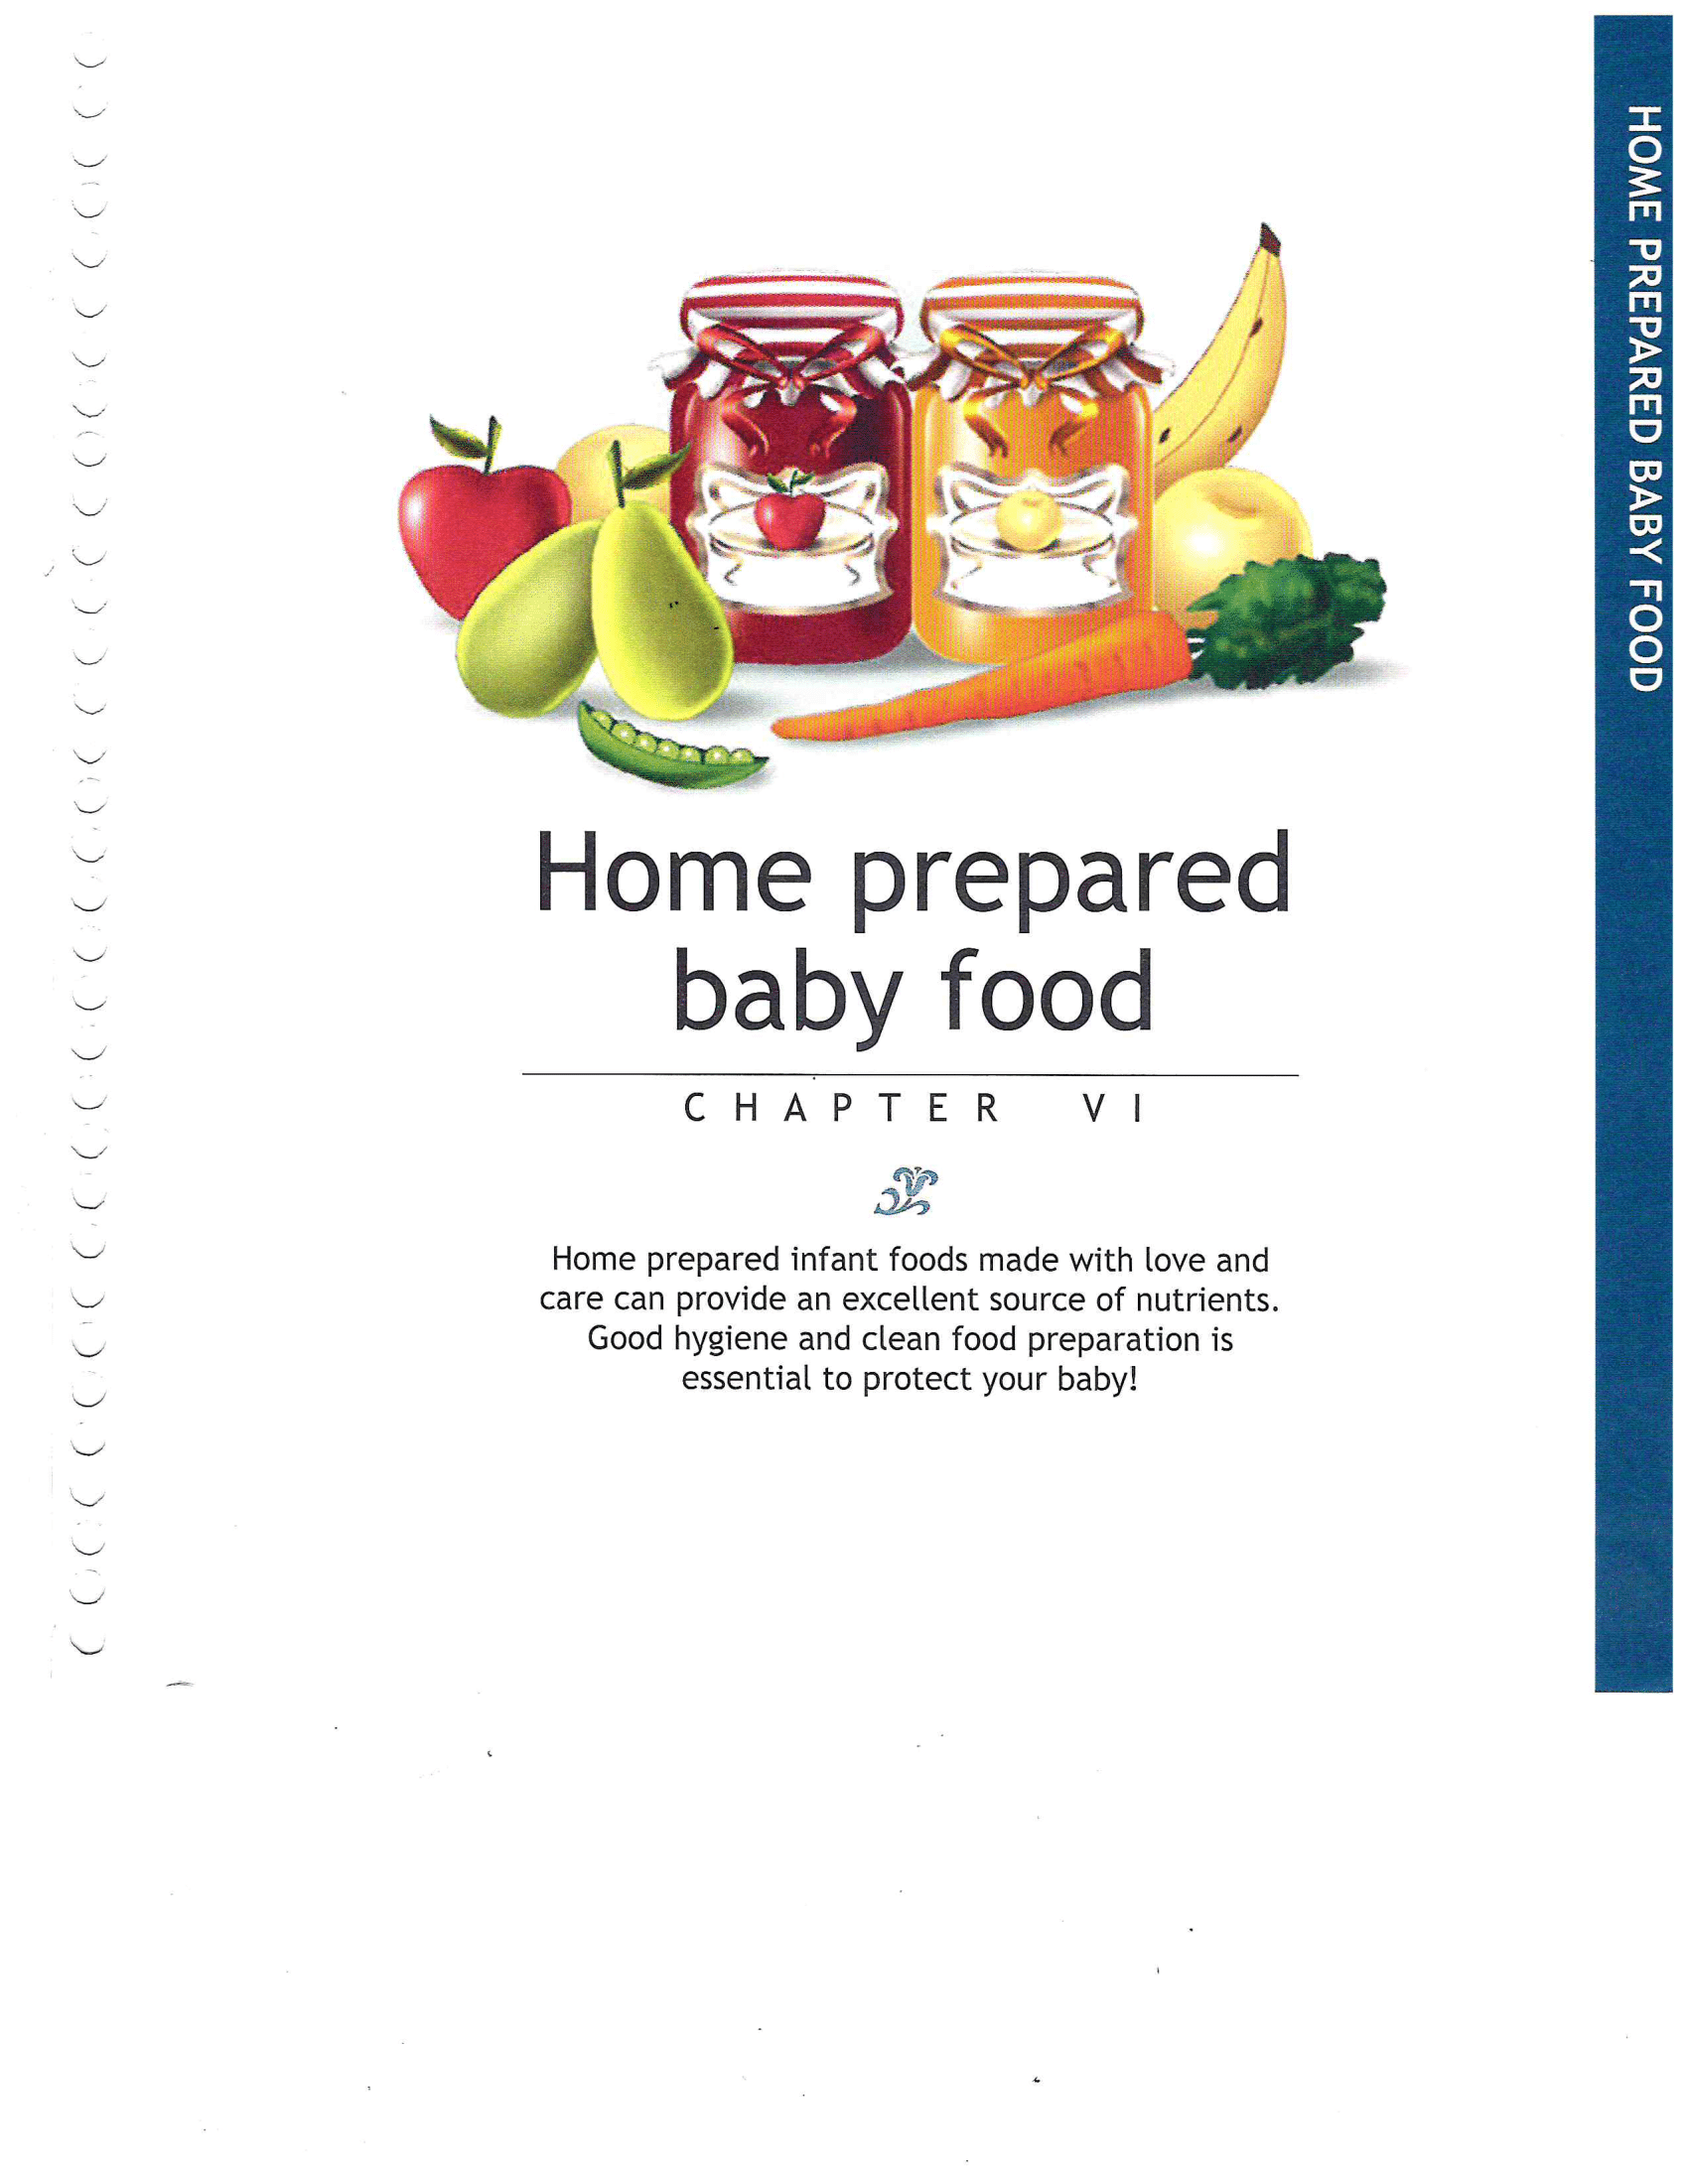 HOME PREPARED BABY FOOD
Home prepared
baby food
CHAPTER VI
Home prepared infant foods made with love and
care can provide an excellent source of nutrients.
Good hygiene and clean food preparation is
essential to protect your baby!